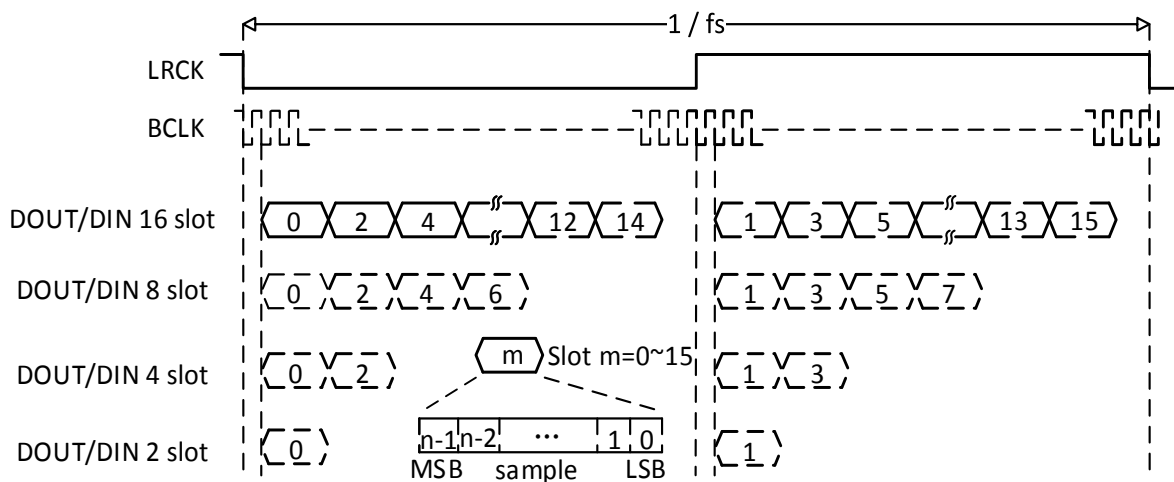 1 / fs
LRCK
BCLK
DOUT/DIN 16 slot 0 2 4 12 14 1 3 5 13 15
DOUT/DIN 8 slot 0 2 4 6 1 3 5 7
m Slot m=0~15
DOUT/DIN 4 slot 0 2 1 3
n-1 n-2 ... 1 0
DOUT/DIN 2 slot 0 1
MSB sample LSB